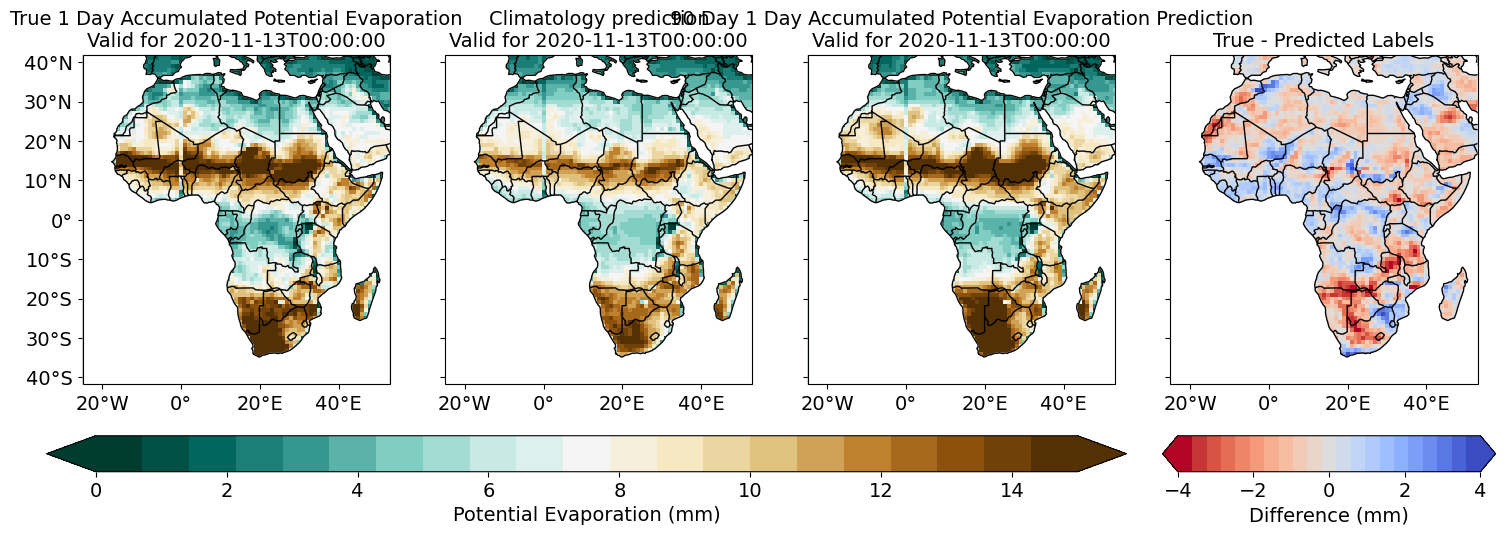 True 1 Day Accumulated Potential Evaporation
Valid for 2020-11-13T00:00:00
Climatology prediction
Valid for 2020-11-13T00:00:00
90 Day 1 Day Accumulated Potential Evaporation Prediction
Valid for 2020-11-13T00:00:00
True - Predicted Labels
40°N
30°N
20°N
10°N
0°
10°S
20°S
30°S
40°S
20°W 0° 20°E 40°E
20°W 0° 20°E 40°E
20°W 0° 20°E 40°E
20°W 0° 20°E 40°E
0 2 4 6 8 10 12 14
Potential Evaporation (mm)
−4 −2 0 2 4
Difference (mm)